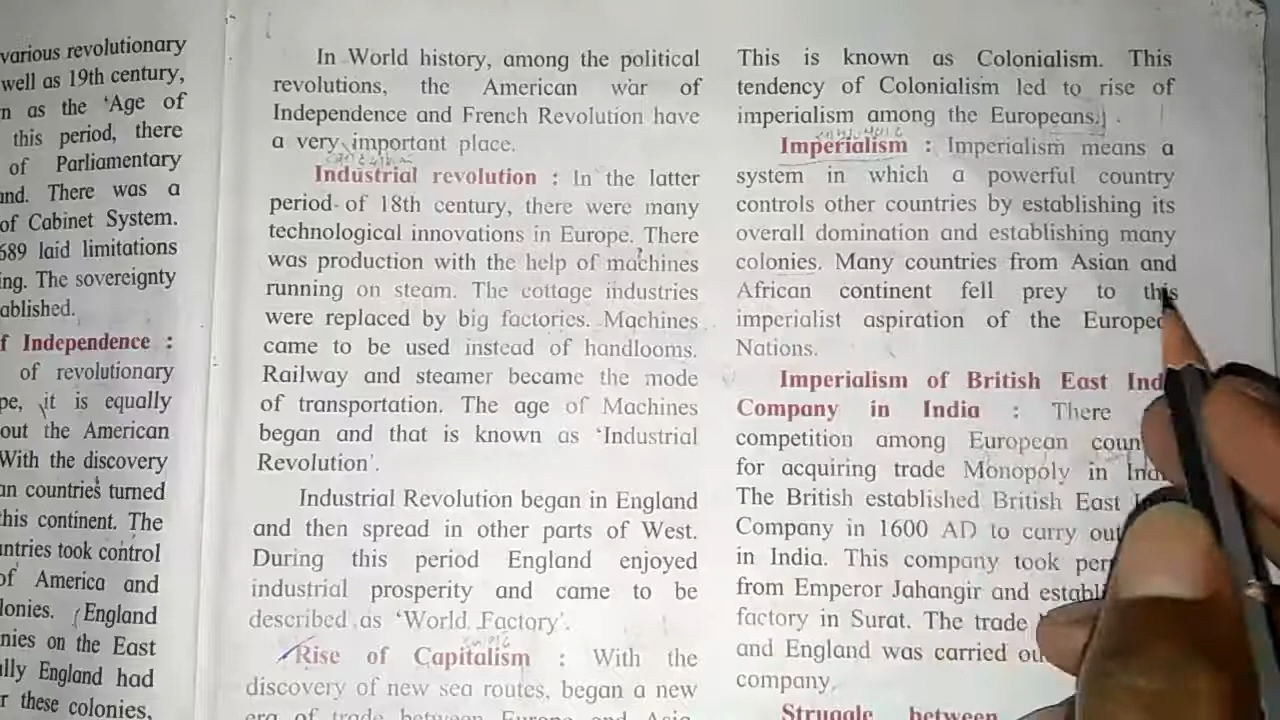 various revolutionary
well as 19th century,
n as the 'Age of
this period, there
of Parliamentary
and. There was a
of Cabinet System.
689 laid limitations
ing. The sovereignty
ablished.
f Independence :
of revolutionary
pe, it is equally
out the American
With the discovery
an countries turned
this continent. The
untries took control
of America and
lonies. England
nies on the East
ally England had
r these colonies,
In World history, among the political
revolutions, the American war of
Independence and French Revolution have
a very important place.
Industrial revolution : In the latter
period of 18th century, there were many
technological innovations in Europe. There
was production with the help of machines
running on steam. The cottage industries
were replaced by big factories. Machines
came to be used instead of handlooms.
Railway and steamer became the mode
of transportation. The age of Machines
began and that is known as 'Industrial
Revolution'.
Industrial Revolution began in England
and then spread in other parts of West.
During this period England enjoyed
industrial prosperity and came to be
described as 'World Factory'.
Rise of Capitalism : With the
discovery of new sea routes, began a new
era of trade between Europe and Asia.
This is known as Colonialism. This
tendency of Colonialism led to rise of
imperialism among the Europeans.
Imperialism : Imperialism means a
system in which a powerful country
controls other countries by establishing its
overall domination and establishing many
colonies. Many countries from Asian and
African continent fell prey to this
imperialist aspiration of the Europe
Nations.
Imperialism of British East Ind
Company in India : There
competition among European coun
for acquiring trade Monopoly in Ind
The British established British East
Company in 1600 AD to carry out
in India. This company took per
from Emperor Jahangir and establ
factory in Surat. The trade
and England was carried ou
company.
Struggle between